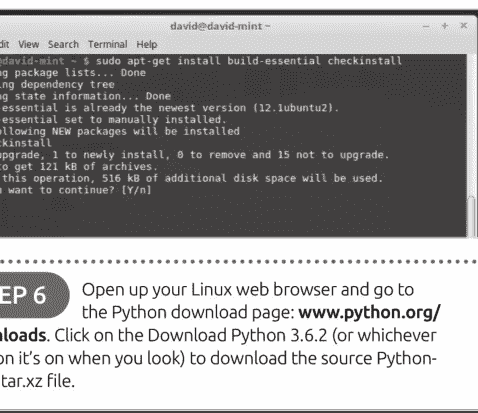 david@david-mint ~
dit View Search Terminal Help
@david-mint ~ $ sudo apt-get install build-essential checkinstall
ng package lists... Done
ing dependency tree
ng state information... Done
-essential is already the newest version (12.1ubuntu2).
-essential set to manually installed.
ollowing NEW packages will be installed
ckinstall
upgrade, 1 to newly install, 0 to remove and 15 not to upgrade.
to get 121 kB of archives.
this operation, 516 kB of additional disk space will be used.
u want to continue? [Y/n]
EP 6
Open up your Linux web browser and go to
the Python download page: www.python.org/
nloads. Click on the Download Python 3.6.2 (or whichever
on it's on when you look) to download the source Python-
tar.xz file.